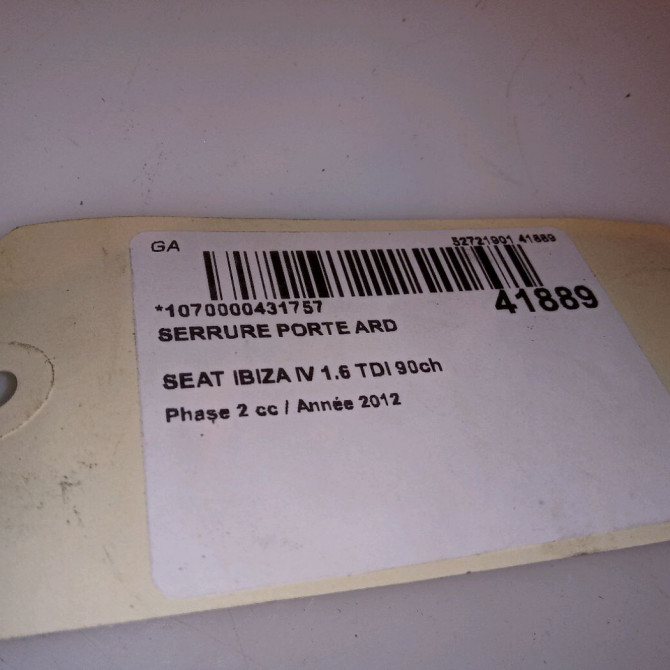 GA
52721901 41889
*1070000431757
41889
SERRURE PORTE ARD
SEAT IBIZA IV 1.6 TDI 90ch
Phase 2 cc / Année 2012